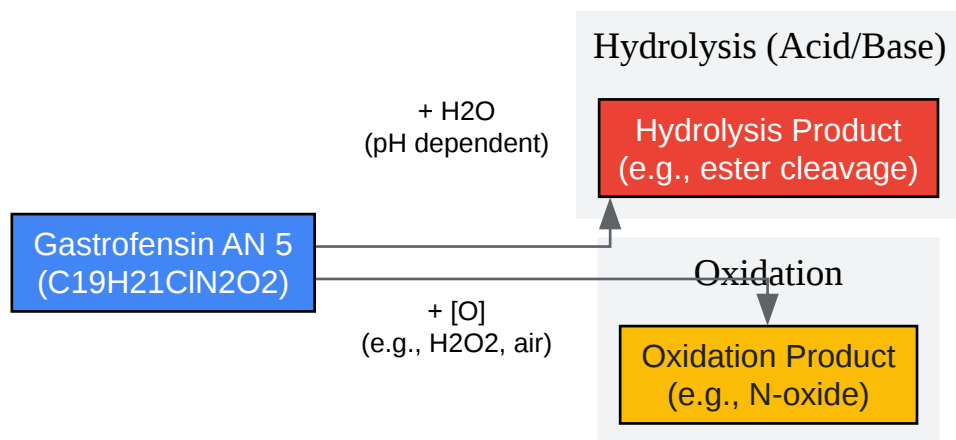 Hydrolysis (Acid/Base)
+ H2O
(pH dependent)
Hydrolysis Product
(e.g., ester cleavage)
Gastrofensin AN 5
(C19H21ClN2O2)
Oxidation
+ [O]
(e.g., H2O2, air)
Oxidation Product
(e.g., N-oxide)